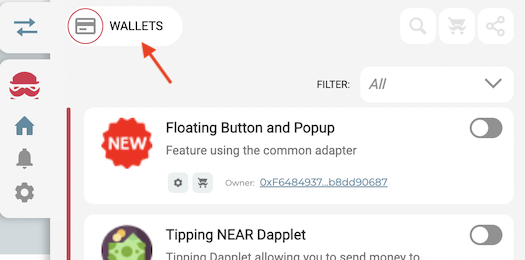 WALLETS
FILTER: All
NEW
Floating Button and Popup
Feature using the common adapter
Owner: 0xF6484937...b8dd90687
Tipping NEAR Dapplet
Tipping Dapplet allowing you to send money to